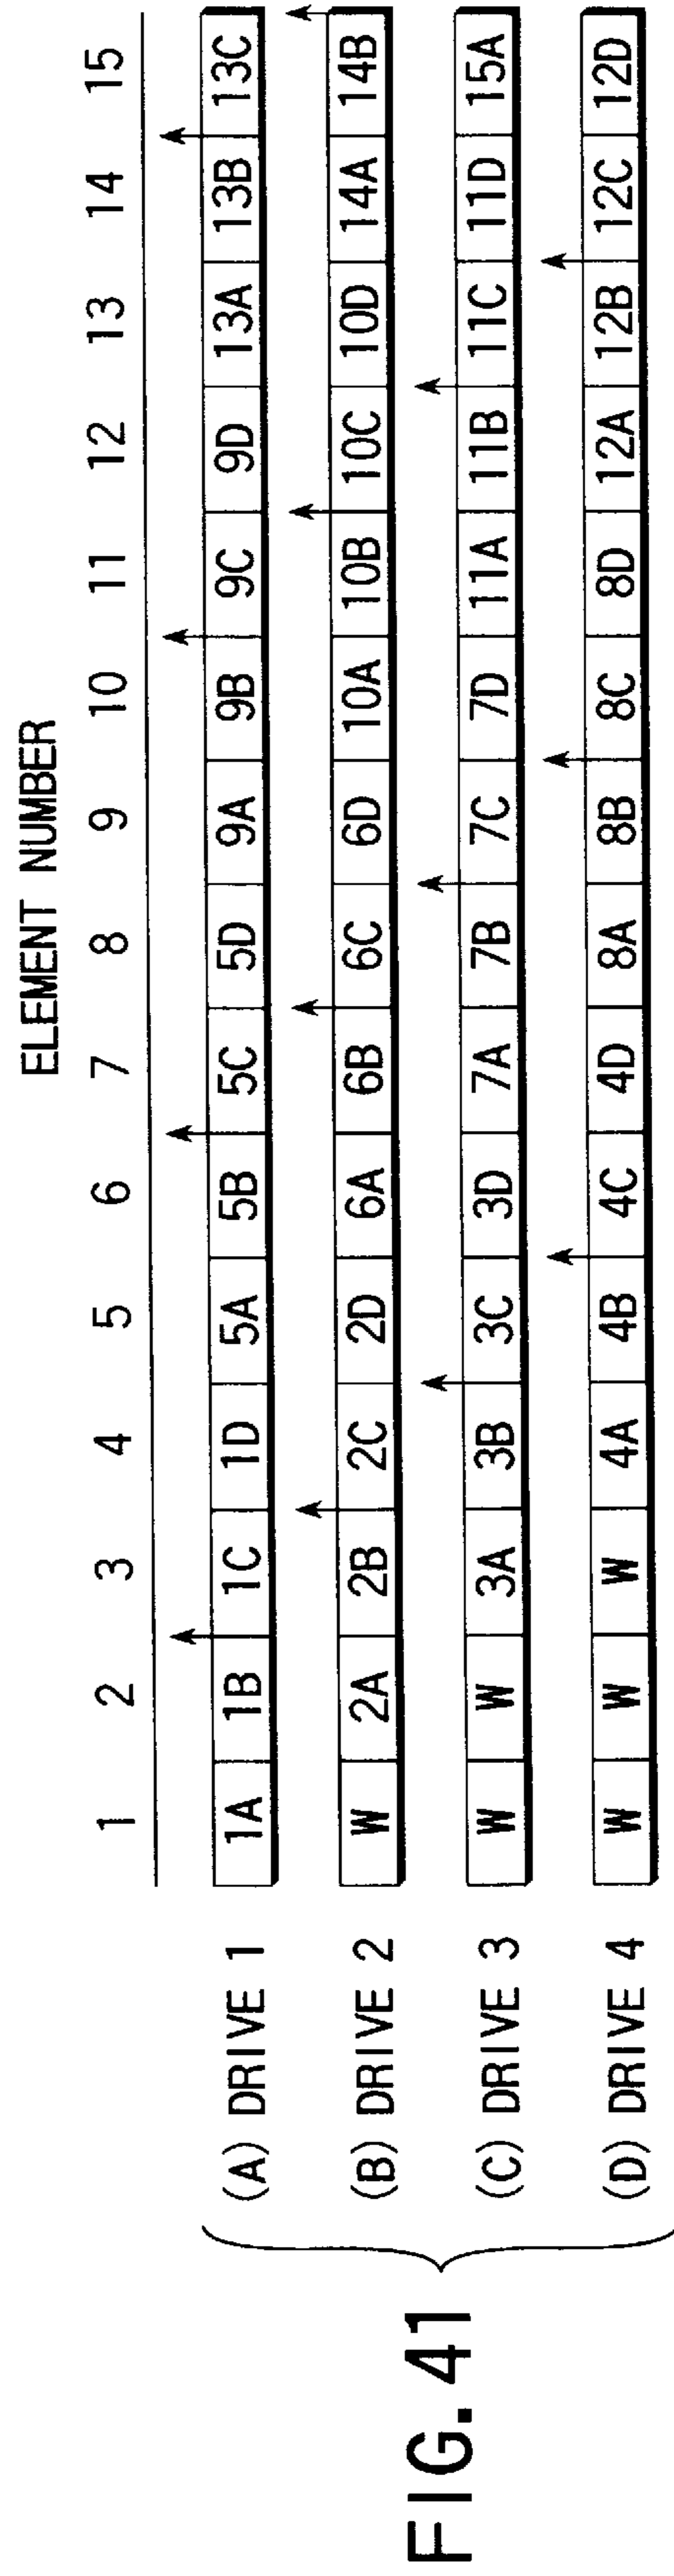 ELEMENT NUMBER
1 2 3 4 5 6 7 8 9 10 11 12 13 14 15
(A) DRIVE 1 1A 1B 1C 1D 5A 5B 5C 5D 9A 9B 9C 9D 13A 13B 13C
(B) DRIVE 2 W 2A 2B 2C 2D 6A 6B 6C 6D 10A 10B 10C 10D 14A 14B
(C) DRIVE 3 W W 3A 3B 3C 3D 7A 7B 7C 7D 11A 11B 11C 11D 15A
(D) DRIVE 4 W W W 4A 4B 4C 4D 8A 8B 8C 8D 12A 12B 12C 12D
FIG. 41